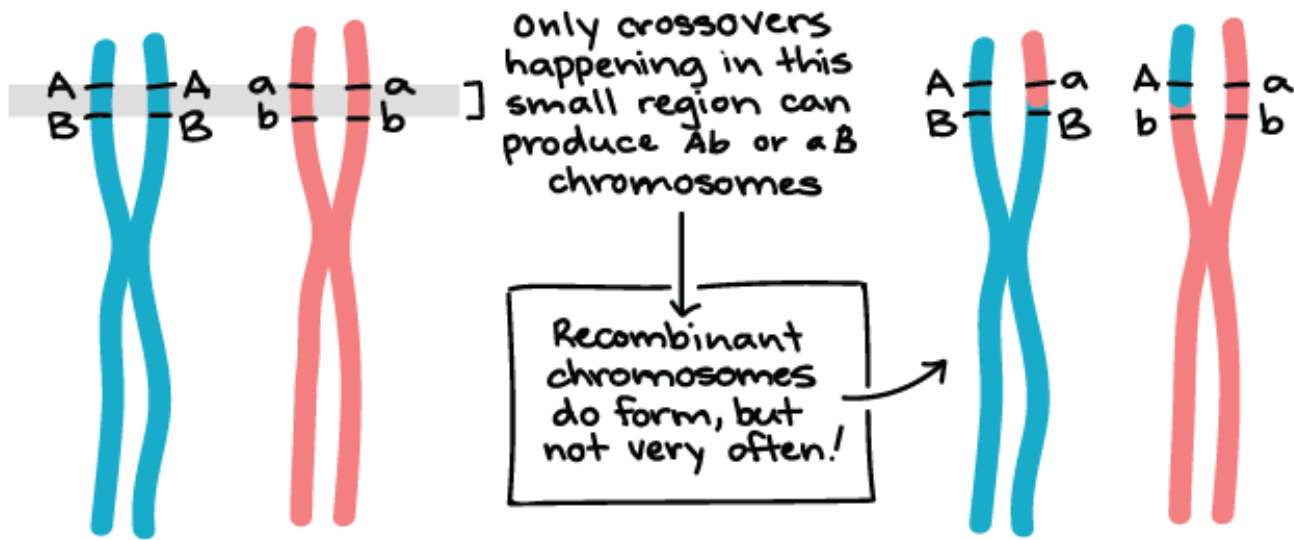 Only crossovers
happening in this
small region can
produce Ab or aB
chromosomes
A A a a
B B b b
Recombinant
chromosomes
do form, but
not very often!
A a A a
B B b b